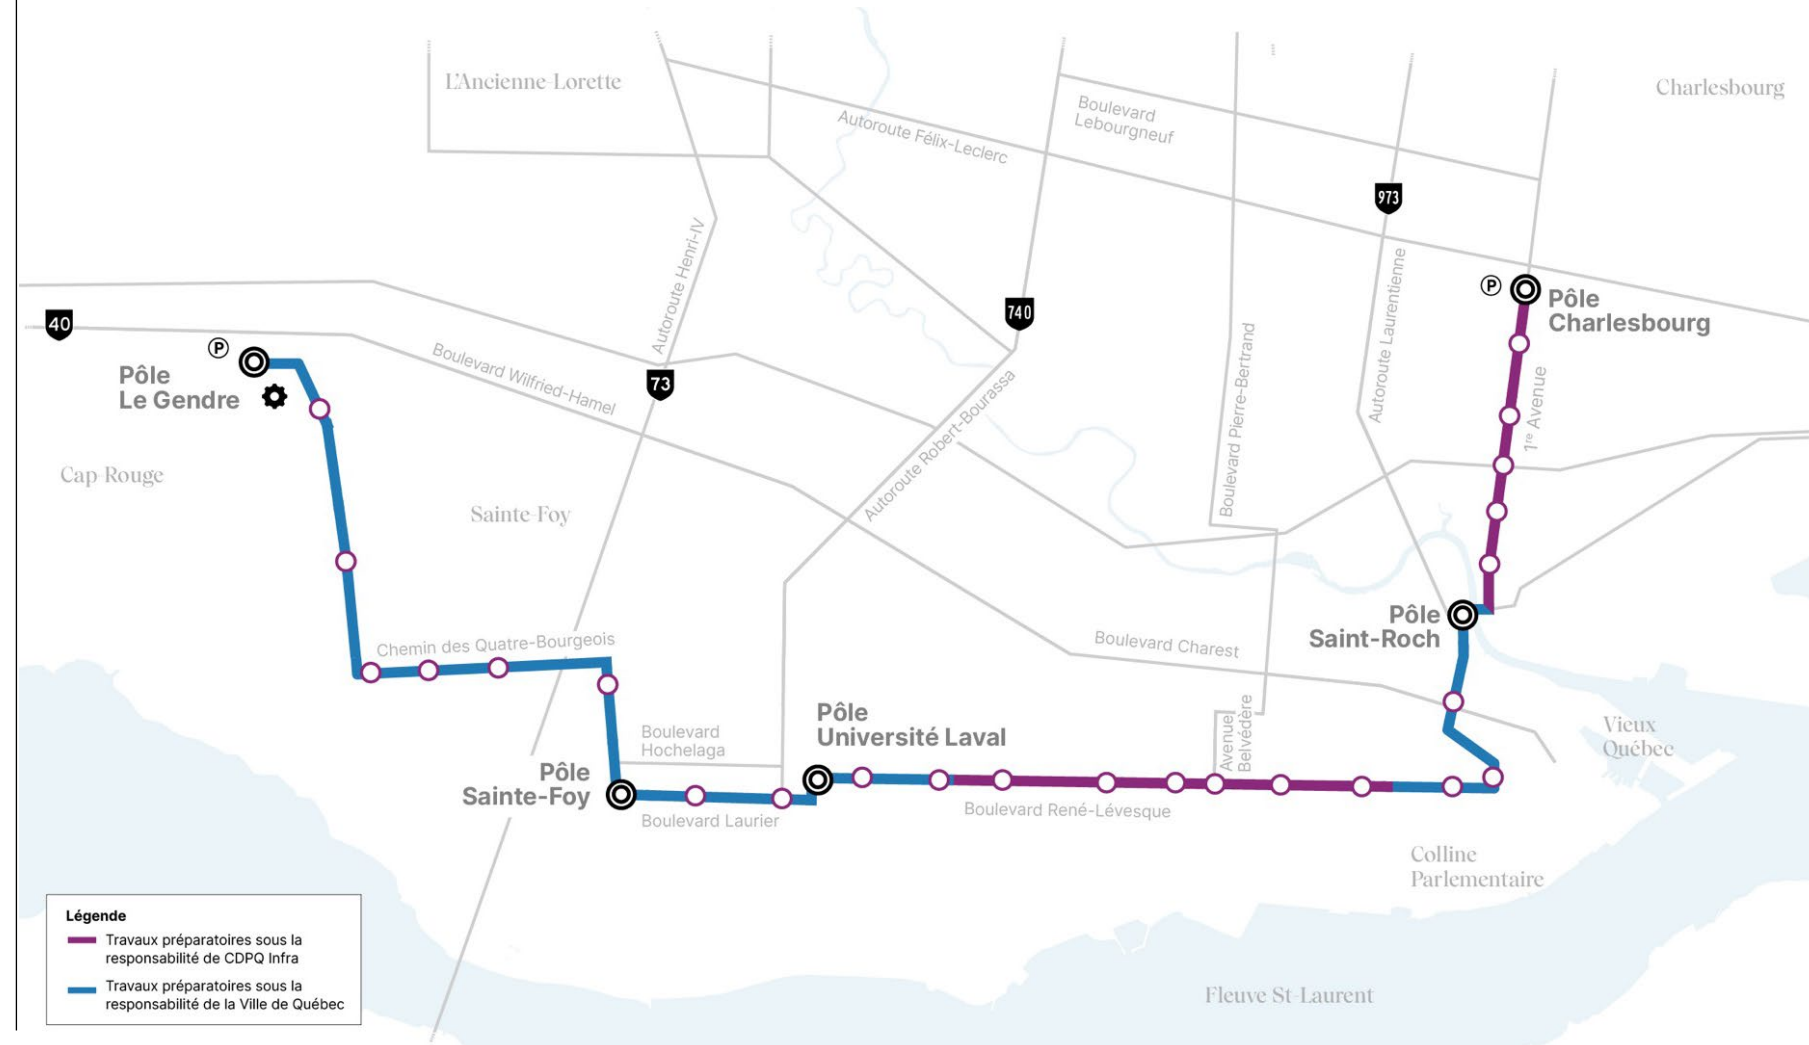 L'Ancienne-Lorette
Charlesbourg
Boulevard
Lebourgneuf
Autoroute Félix-Leclerc
973
Autoroute Henri-IV
Autoroute Laurentienne
P
Pôle
Charlesbourg
740
40
P
Pôle
Le Gendre
Boulevard Wilfried-Hamel
73
Autoroute Robert-Bourassa
Boulevard Pierre-Bertrand
1re Avenue
Cap-Rouge
Sainte-Foy
Pôle
Saint-Roch
Chemin des Quatre-Bourgeois
Boulevard Charest
Pôle
Université Laval
Boulevard
Hochelaga
Avenue
Belvédère
Vieux
Québec
Pôle
Sainte-Foy
Boulevard Laurier
Boulevard René-Lévesque
Colline
Parlementaire
Fleuve St-Laurent
Légende
Travaux préparatoires sous la
responsabilité de CDPQ Infra
Travaux préparatoires sous la
responsabilité de la Ville de Québec